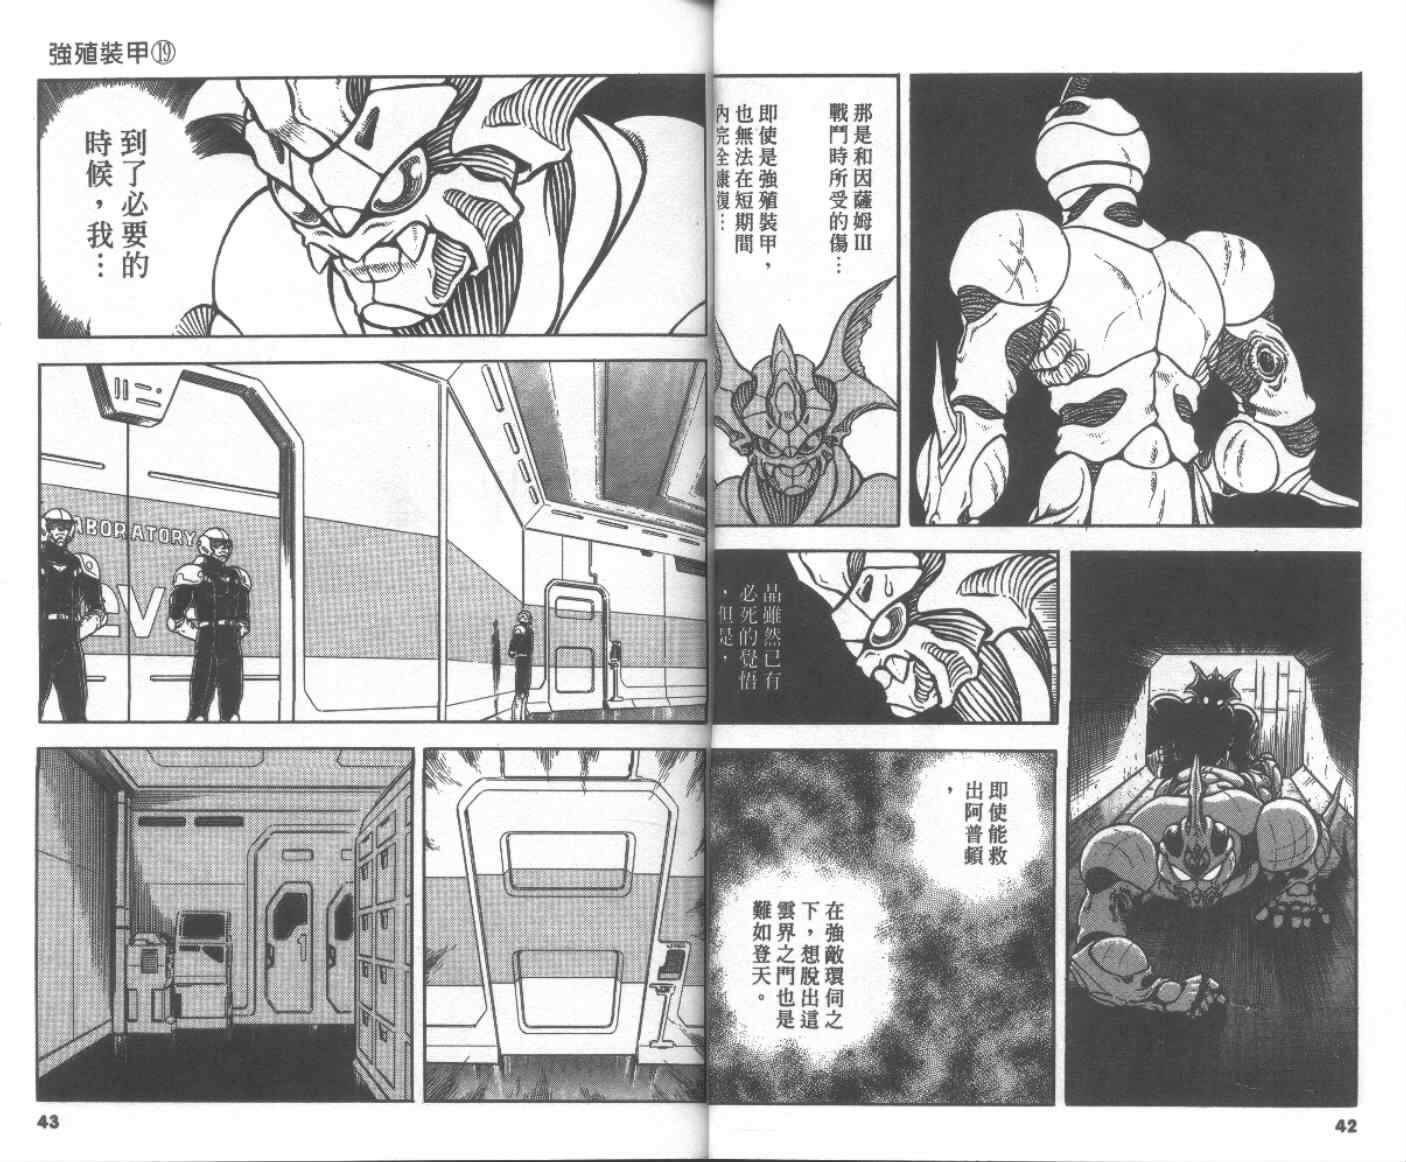 強殖裝甲⑲
那是和因薩姆III
戰鬥時所受的傷…
即使是強殖裝甲，
也無法在短期間
內完全康復…
晶雖然已有
必死的覺悟
，但是，
即使能救
出阿普頓
，
在強敵環伺之
下，想脫出這
雲界之門也是
難如登天。
42
到了必要的
時候，我…
LABORATORY
EV
1
43